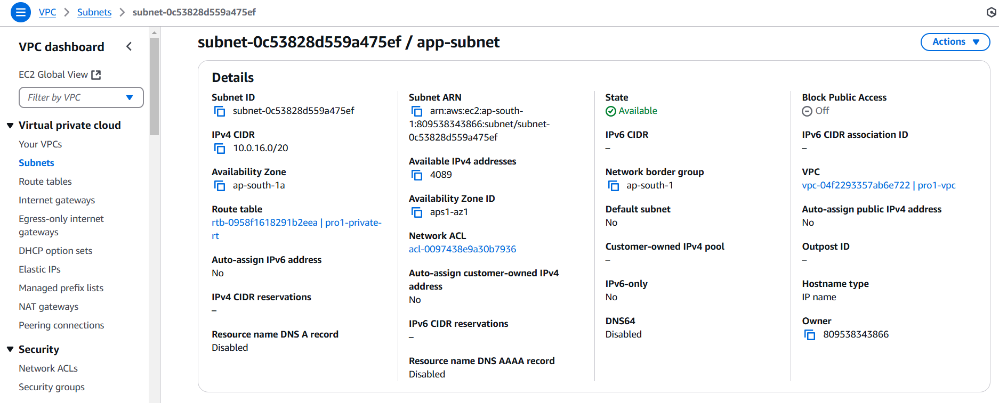 VPC > Subnets > subnet-0c53828d559a475ef
VPC dashboard
EC2 Global View
Filter by VPC
Virtual private cloud
Your VPCs
Subnets
Route tables
Internet gateways
Egress-only internet
gateways
DHCP option sets
Elastic IPs
Managed prefix lists
NAT gateways
Peering connections
Security
Network ACLs
Security groups
subnet-0c53828d559a475ef / app-subnet
Actions
Details
Subnet ID
subnet-0c53828d559a475ef
IPv4 CIDR
10.0.16.0/20
Availability Zone
ap-south-1a
Route table
rtb-0958f1618291b2eea | pro1-private-
rt
Auto-assign IPv6 address
No
IPv4 CIDR reservations
–
Resource name DNS A record
Disabled
Subnet ARN
arn:aws:ec2:ap-south-
1:809538343866:subnet/subnet-
0c53828d559a475ef
Available IPv4 addresses
4089
Availability Zone ID
aps1-az1
Network ACL
acl-0097438e9a30b7936
Auto-assign customer-owned IPv4
address
No
IPv6 CIDR reservations
–
Resource name DNS AAAA record
Disabled
State
Available
IPv6 CIDR
–
Network border group
ap-south-1
Default subnet
No
Customer-owned IPv4 pool
–
IPv6-only
No
DNS64
Disabled
Block Public Access
Off
IPv6 CIDR association ID
–
VPC
vpc-04f2293357ab6e722 | pro1-vpc
Auto-assign public IPv4 address
No
Outpost ID
–
Hostname type
IP name
Owner
809538343866